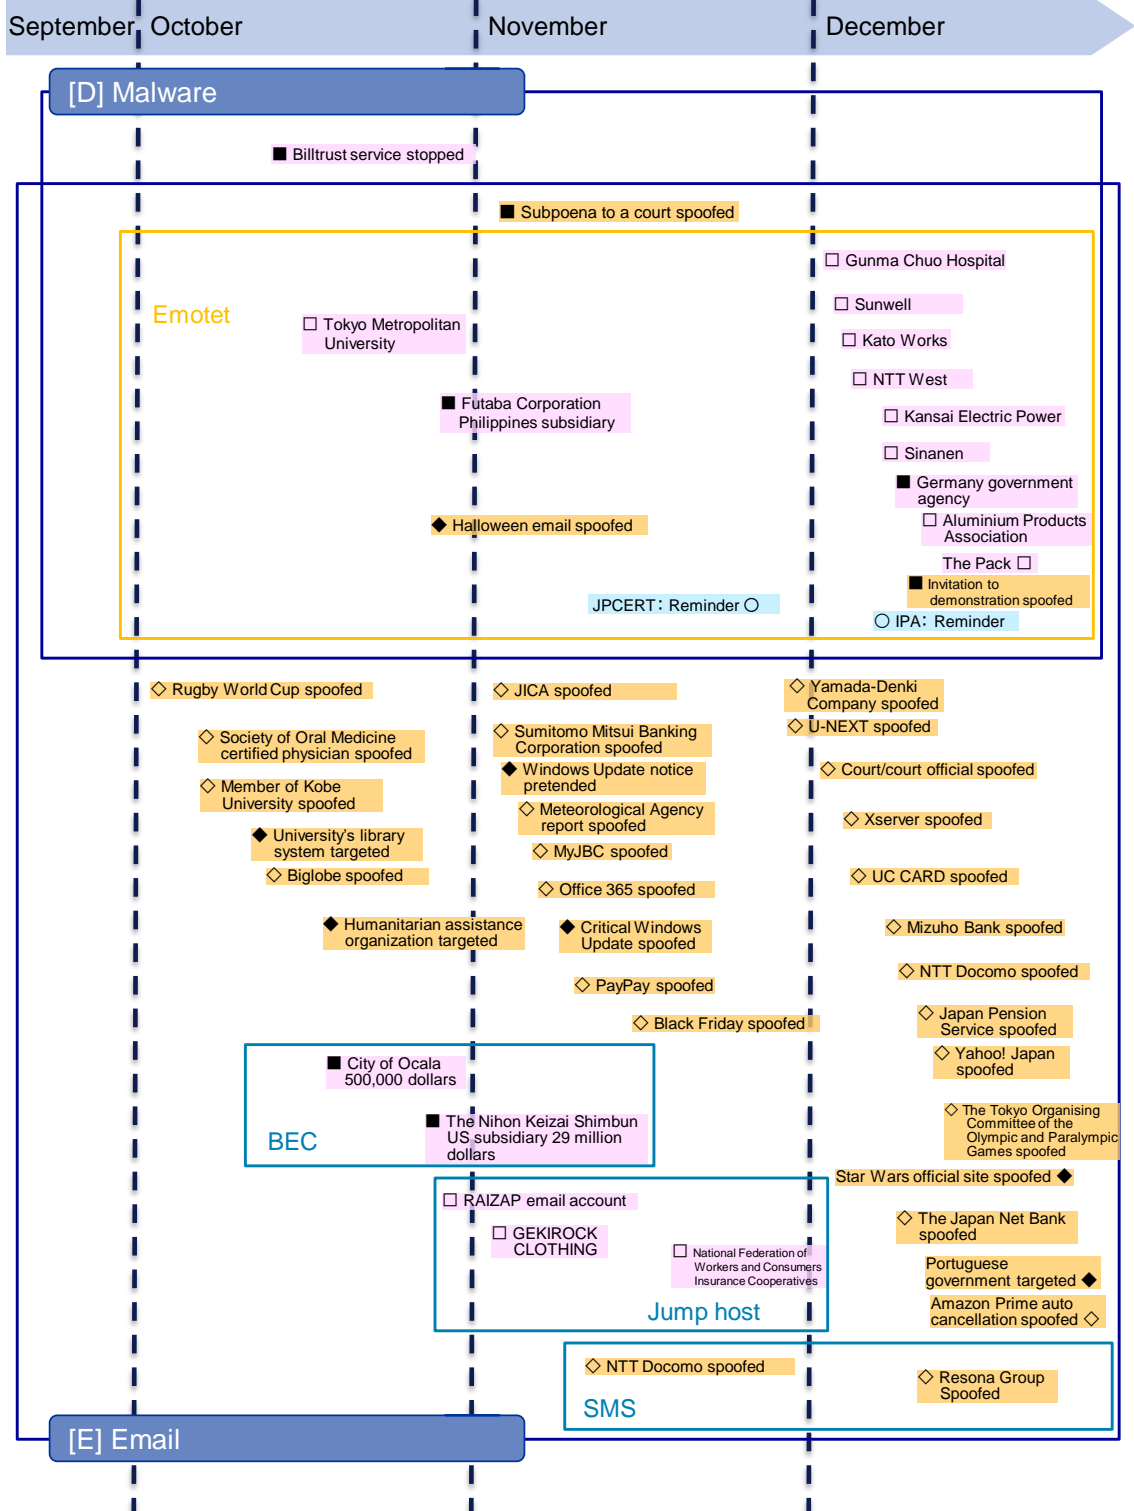 September
October
November
December
[D] Malware
■ Billtrust service stopped
■ Subpoena to a court spoofed
Emotet
□ Gunma Chuo Hospital
□ Sunwell
□ Tokyo Metropolitan
University
□ Kato Works
□ NTT West
■ Futaba Corporation
Philippines subsidiary
□ Kansai Electric Power
□ Sinanen
■ Germany government
agency
◆ Halloween email spoofed
□ Aluminium Products
Association
The Pack □
■ Invitation to
demonstration spoofed
JPCERT: Reminder ○
○ IPA: Reminder
◇ Rugby World Cup spoofed
◇ Society of Oral Medicine
certified physician spoofed
◇ Member of Kobe
University spoofed
◆ University's library
system targeted
◇ Biglobe spoofed
◆ Humanitarian assistance
organization targeted
◇ JICA spoofed
◇ Sumitomo Mitsui Banking
Corporation spoofed
◆ Windows Update notice
pretended
◇ Meteorological Agency
report spoofed
◇ MyJBC spoofed
◇ Office 365 spoofed
◆ Critical Windows
Update spoofed
◇ PayPay spoofed
◇ Black Friday spoofed
◇ Yamada-Denki
Company spoofed
◇ U-NEXT spoofed
◇ Court/court official spoofed
◇ Xserver spoofed
◇ UC CARD spoofed
◇ Mizuho Bank spoofed
◇ NTT Docomo spoofed
◇ Japan Pension
Service spoofed
◇ Yahoo! Japan
spoofed
◇ The Tokyo Organising
Committee of the
Olympic and Paralympic
Games spoofed
Star Wars official site spoofed ◆
◇ The Japan Net Bank
spoofed
Portuguese
government targeted ◆
Amazon Prime auto
cancellation spoofed ◇
■ City of Ocala
500,000 dollars
■ The Nihon Keizai Shimbun
US subsidiary 29 million
dollars
BEC
□ RAIZAP email account
□ GEKIROCK
CLOTHING
□ National Federation of
Workers and Consumers
Insurance Cooperatives
Jump host
◇ NTT Docomo spoofed
◇ Resona Group
Spoofed
SMS
[E] Email